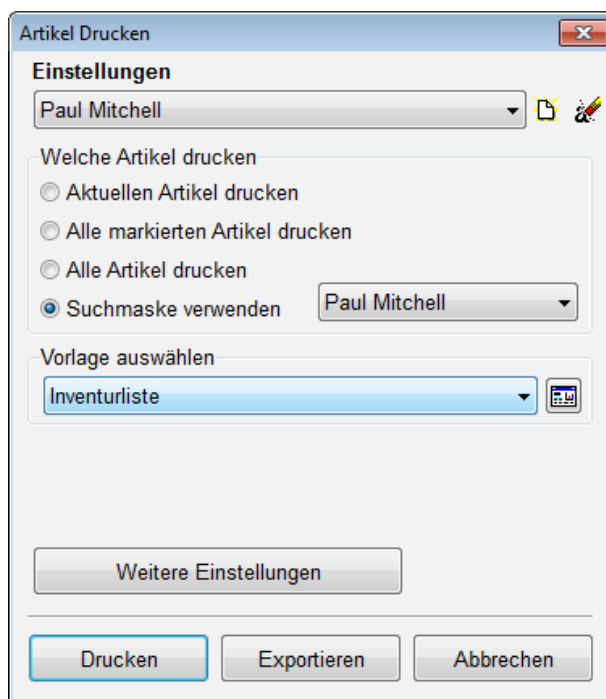 Artikel Drucken
Einstellungen
Paul Mitchell
Welche Artikel drucken
Aktuellen Artikel drucken
Alle markierten Artikel drucken
Alle Artikel drucken
Suchmaske verwenden Paul Mitchell
Vorlage auswählen
Inventurliste
Weitere Einstellungen
Drucken Exportieren Abbrechen